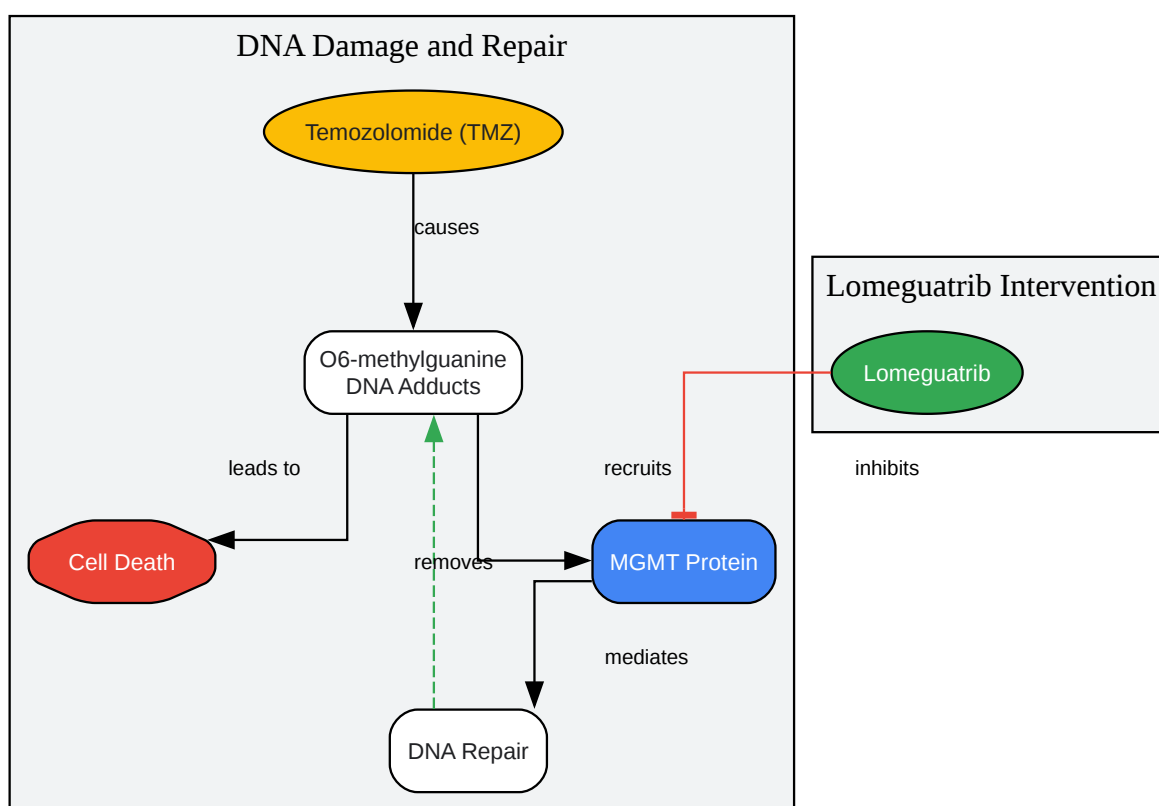 DNA Damage and Repair
Temozolomide (TMZ)
causes
Lomeguatrib Intervention
O6-methylguanine
DNA Adducts
Lomeguatrib
leads to
recruits
inhibits
Cell Death
removes
MGMT Protein
mediates
DNA Repair